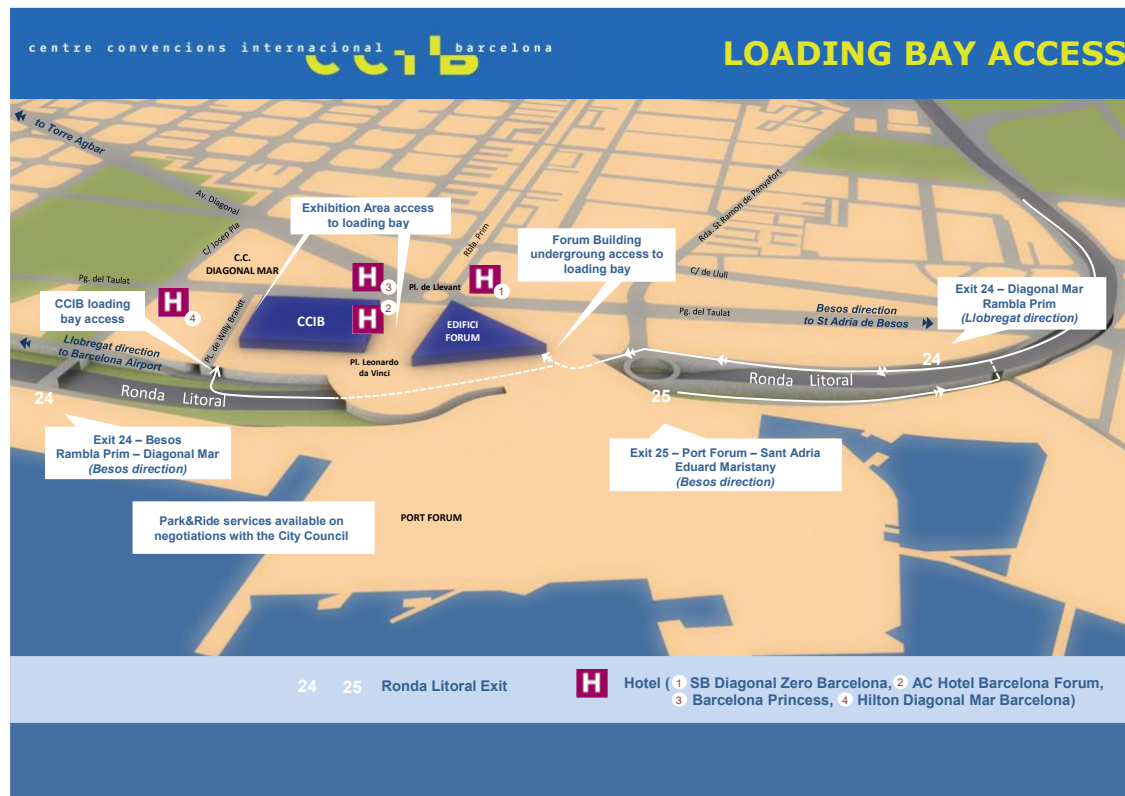 centre convencions internacional barcelona
CCIB
LOADING BAY ACCESS
to Torre Agbar
Av. Diagonal
C/ Josep Pla
Exhibition Area access
to loading bay
Rbla. Prim
Rda. St Ramon de Penyafort
Forum Building
undergroung access to
loading bay
C.C.
DIAGONAL MAR
Pg. del Taulat
H
3
Pl. de Llevant
H
1
C/ de Llull
Exit 24 – Diagonal Mar
Rambla Prim
(Llobregat direction)
CCIB loading
bay access
H
4
PL. de Willy Brandt
CCIB
2
H
EDIFICI
FORUM
Pg. del Taulat
Besos direction
to St Adria de Besos
Llobregat direction
to Barcelona Airport
Pl. Leonardo
da Vinci
24
Ronda Litoral
24
Ronda Litoral
25
Exit 24 – Besos
Rambla Prim – Diagonal Mar
(Besos direction)
Exit 25 – Port Forum – Sant Adria
Eduard Maristany
(Besos direction)
Park&Ride services available on
negotiations with the City Council
PORT FORUM
24 25 Ronda Litoral Exit
H Hotel ( 1 SB Diagonal Zero Barcelona, 2 AC Hotel Barcelona Forum,
3 Barcelona Princess, 4 Hilton Diagonal Mar Barcelona)